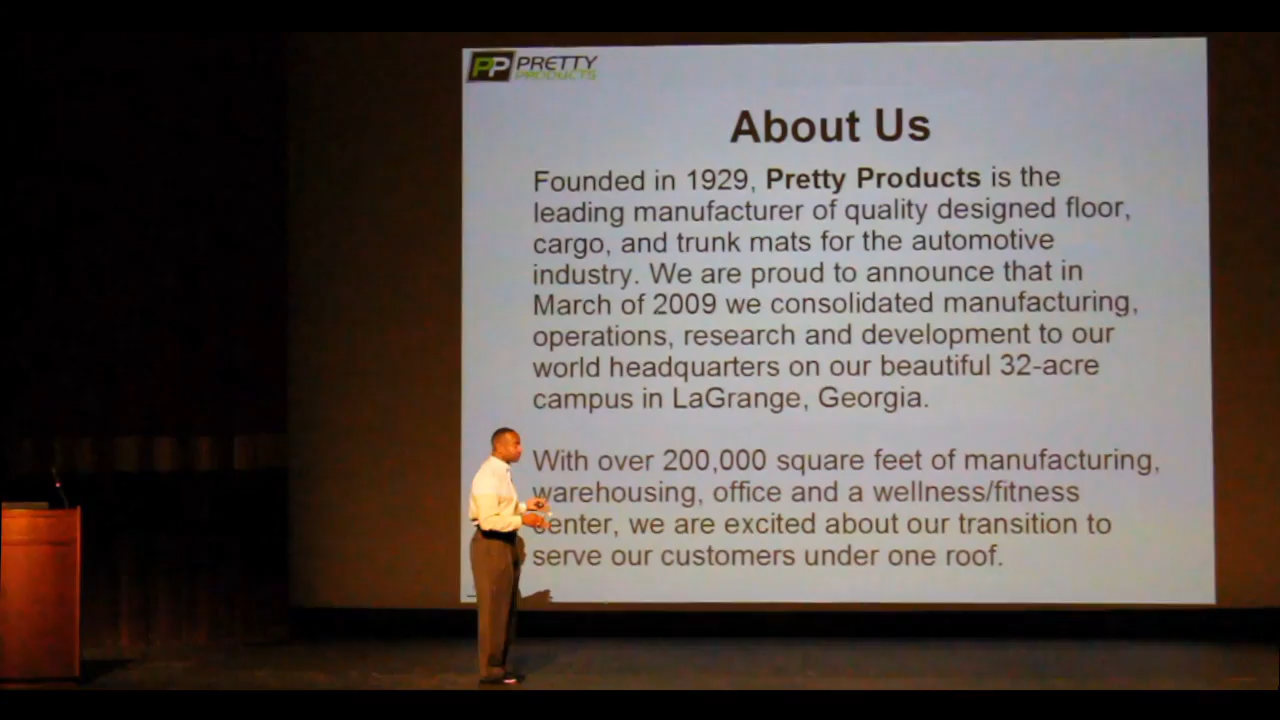 PP PRETTY
PRODUCTS
About Us
Founded in 1929, Pretty Products is the
leading manufacturer of quality designed floor,
cargo, and trunk mats for the automotive
industry. We are proud to announce that in
March of 2009 we consolidated manufacturing,
operations, research and development to our
world headquarters on our beautiful 32-acre
campus in LaGrange, Georgia.
With over 200,000 square feet of manufacturing,
warehousing, office and a wellness/fitness
center, we are excited about our transition to
serve our customers under one roof.